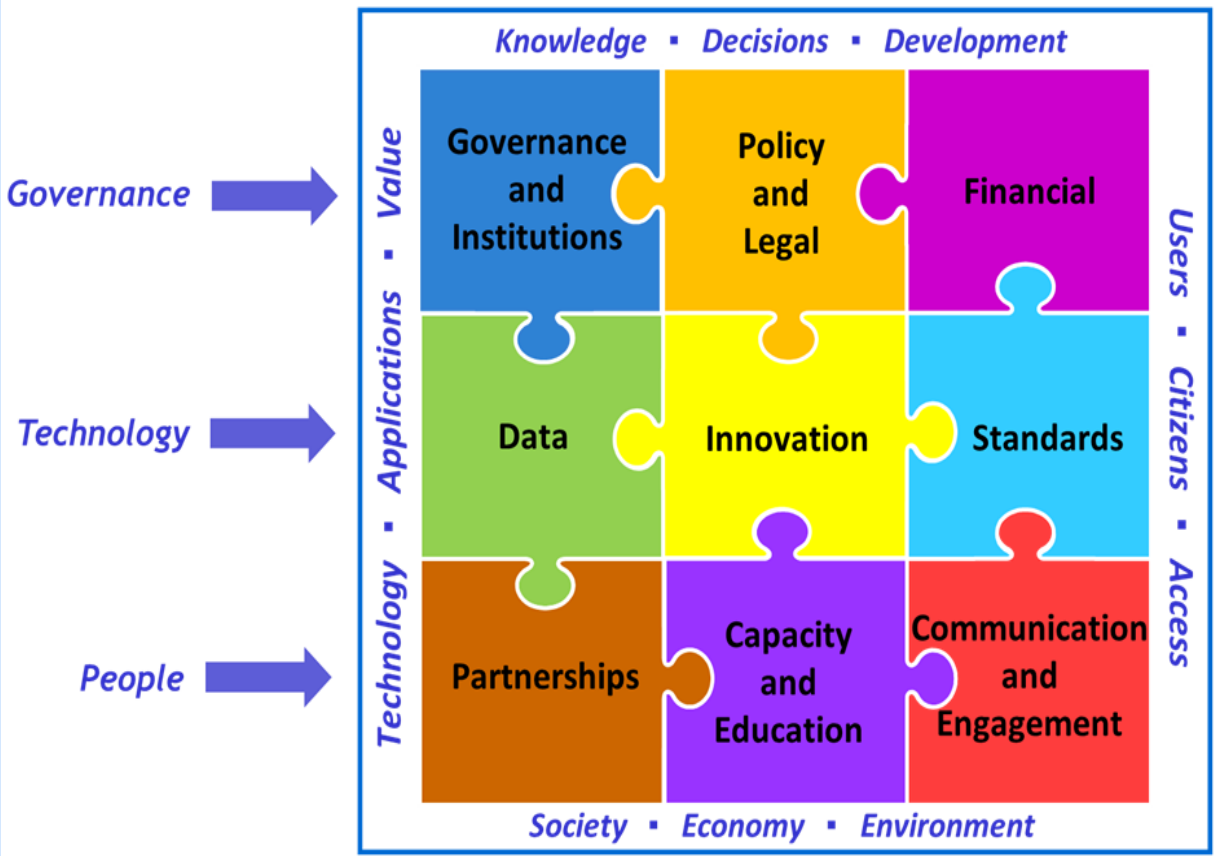 Knowledge ▪ Decisions ▪ Development
Governance
Technology
People
Technology ▪ Applications ▪ Value
Governance
and
Institutions
Policy
and
Legal
Financial
Data
Innovation
Standards
Partnerships
Capacity
and
Education
Communication
and
Engagement
Users ▪ Citizens ▪ Access
Society ▪ Economy ▪ Environment